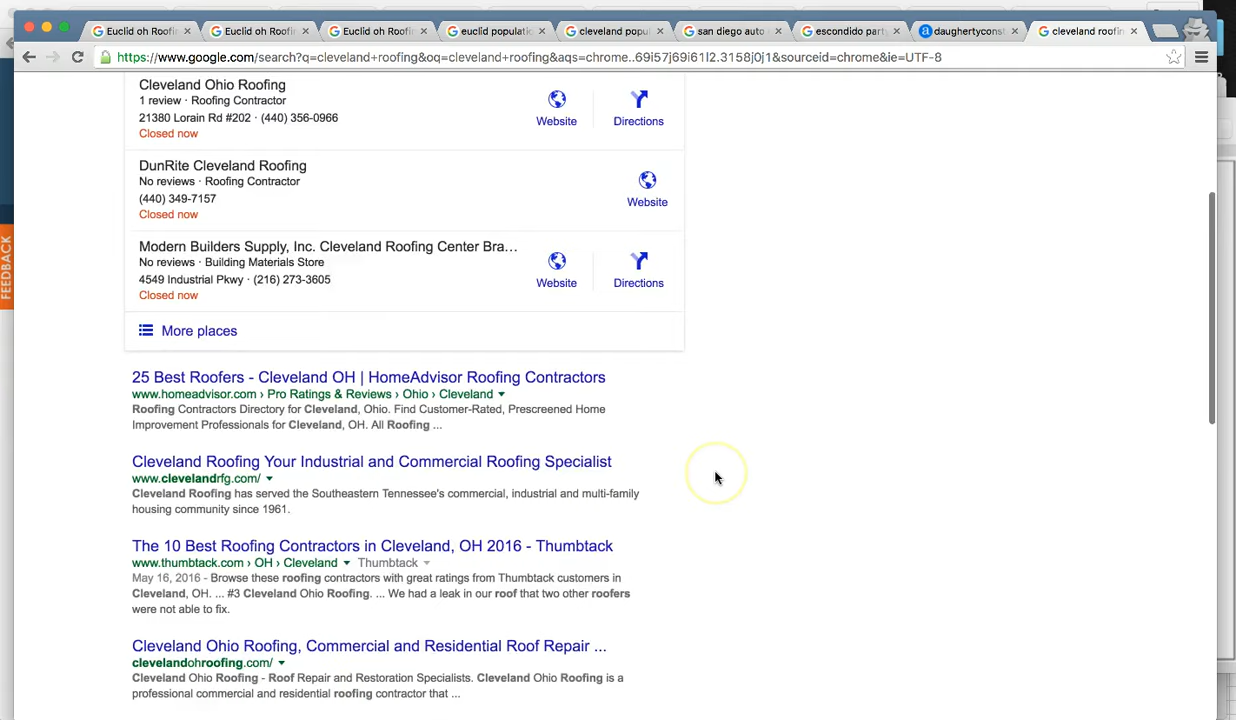 Euclid oh Roofin
Euclid oh Roofin
Euclid oh Roofin
euclid populati
cleveland popu
san diego auto
escondido party
daughertyconst
cleveland roofin
https://www.google.com/search?q=cleveland+roofing&oq=cleveland+roofing&aqs=chrome..69i57j69i61l2.3158j0j1&sourceid=chrome&ie=UTF-8
Cleveland Ohio Roofing
1 review · Roofing Contractor
21380 Lorain Rd #202 · (440) 356-0966
Closed now
Website
Directions
DunRite Cleveland Roofing
No reviews · Roofing Contractor
(440) 349-7157
Closed now
Website
Modern Builders Supply, Inc. Cleveland Roofing Center Bra...
No reviews · Building Materials Store
4549 Industrial Pkwy · (216) 273-3605
Closed now
Website
Directions
More places
FEEDBACK
25 Best Roofers - Cleveland OH | HomeAdvisor Roofing Contractors
www.homeadvisor.com › Pro Ratings & Reviews › Ohio › Cleveland
Roofing Contractors Directory for Cleveland, Ohio. Find Customer-Rated, Prescreened Home
Improvement Professionals for Cleveland, OH. All Roofing ...
Cleveland Roofing Your Industrial and Commercial Roofing Specialist
www.clevelandrfg.com/
Cleveland Roofing has served the Southeastern Tennessee's commercial, industrial and multi-family
housing community since 1961.
The 10 Best Roofing Contractors in Cleveland, OH 2016 - Thumbtack
www.thumbtack.com › OH › Cleveland Thumbtack
May 16, 2016 - Browse these roofing contractors with great ratings from Thumbtack customers in
Cleveland, OH. ... #3 Cleveland Ohio Roofing. ... We had a leak in our roof that two other roofers
were not able to fix.
Cleveland Ohio Roofing, Commercial and Residential Roof Repair ...
clevelandohroofing.com/
Cleveland Ohio Roofing - Roof Repair and Restoration Specialists. Cleveland Ohio Roofing is a
professional commercial and residential roofing contractor that ...